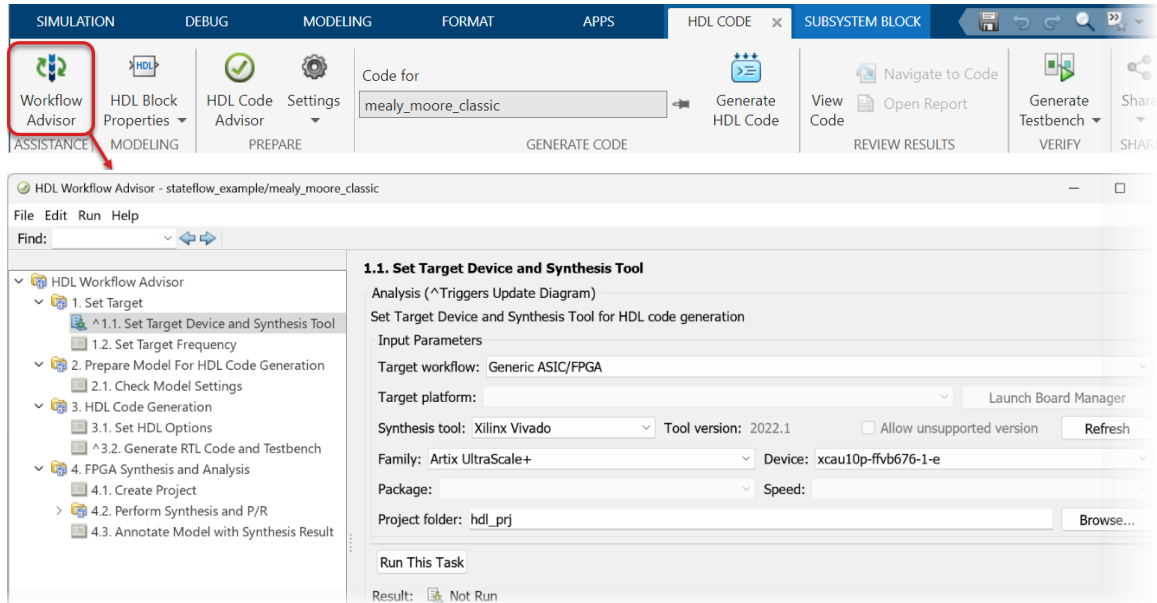 SIMULATION DEBUG MODELING FORMAT APPS HDL CODE SUBSYSTEM BLOCK
Workflow Advisor
HDL
HDL Block Properties
HDL Code Advisor
Settings
Code for
mealy_moore_classic
Generate HDL Code
View Code
Navigate to Code
Open Report
Generate Testbench
Share
ASSISTANCE MODELING PREPARE GENERATE CODE REVIEW RESULTS VERIFY SHAR
HDL Workflow Advisor - stateflow_example/mealy_moore_classic
File Edit Run Help
Find:
HDL Workflow Advisor
1. Set Target
^1.1. Set Target Device and Synthesis Tool
1.2. Set Target Frequency
2. Prepare Model For HDL Code Generation
2.1. Check Model Settings
3. HDL Code Generation
3.1. Set HDL Options
^3.2. Generate RTL Code and Testbench
4. FPGA Synthesis and Analysis
4.1. Create Project
4.2. Perform Synthesis and P/R
4.3. Annotate Model with Synthesis Result
1.1. Set Target Device and Synthesis Tool
Analysis (^Triggers Update Diagram)
Set Target Device and Synthesis Tool for HDL code generation
Input Parameters
Target workflow: Generic ASIC/FPGA
Target platform: Launch Board Manager
Synthesis tool: Xilinx Vivado Tool version: 2022.1 Allow unsupported version Refresh
Family: Artix UltraScale+ Device: xcau10p-ffvb676-1-e
Package: Speed:
Project folder: hdl_prj Browse...
Run This Task
Result: Not Run